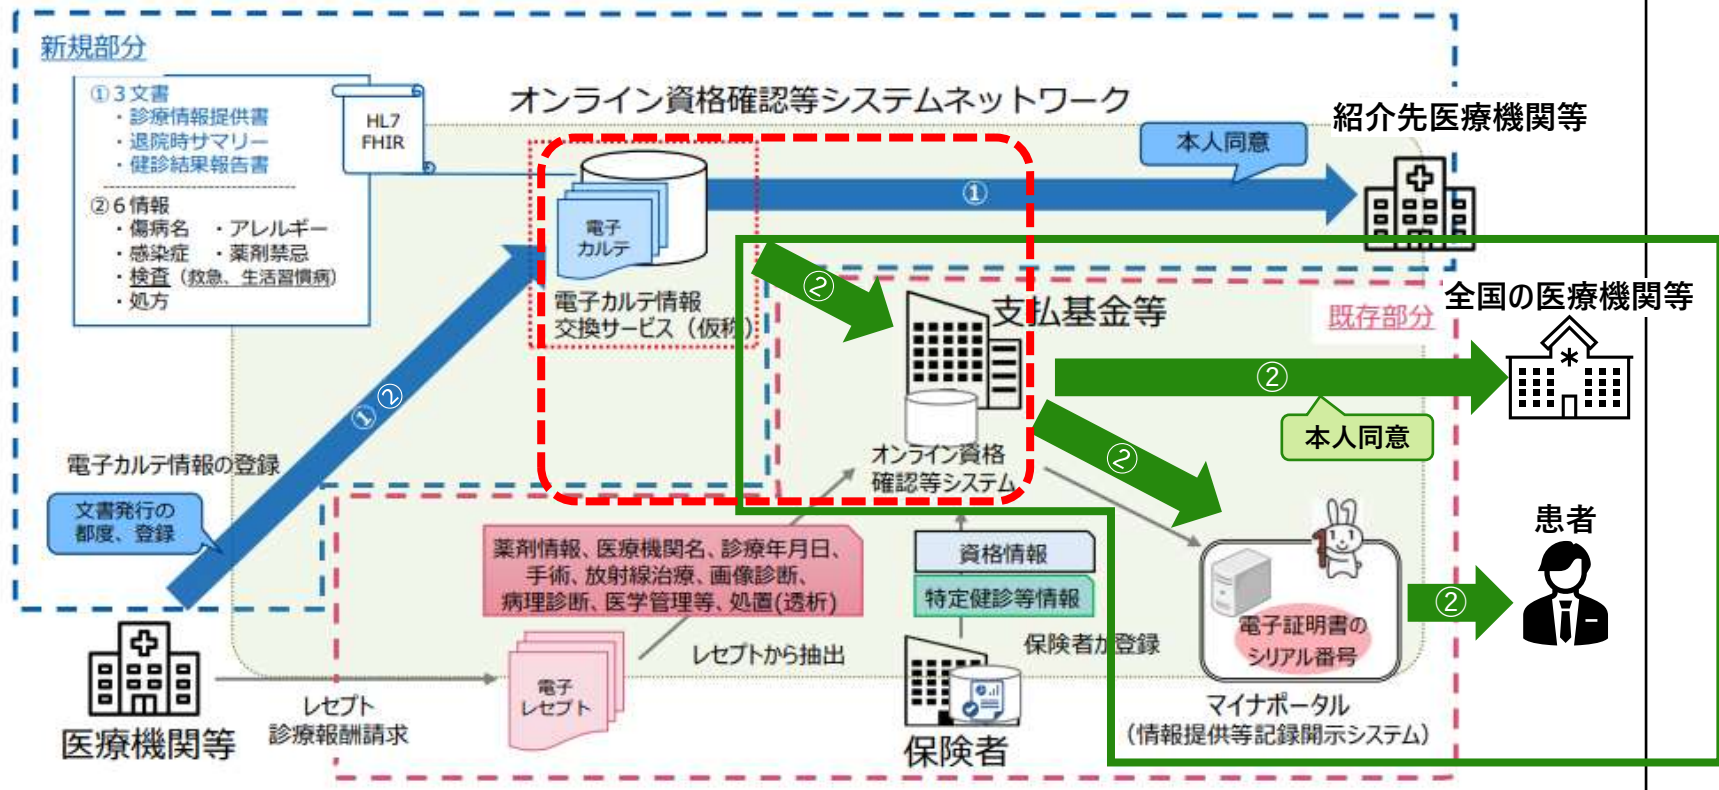 新規部分
①３文書
・診療情報提供書
・退院時サマリー
・健診結果報告書
②６情報
・傷病名 ・アレルギー
・感染症 ・薬剤禁忌
・検査（救急、生活習慣病）
・処方
HL7
FHIR
オンライン資格確認等システムネットワーク
本人同意
紹介先医療機関等
①
電子
カルテ
電子カルテ情報
交換サービス（仮称）
②
支払基金等
既存部分
全国の医療機関等
②
本人同意
①②
電子カルテ情報の登録
文書発行の
都度、登録
オンライン資格
確認等システム
②
薬剤情報、医療機関名、診療年月日、
手術、放射線治療、画像診断、
病理診断、医学管理等、処置(透析)
資格情報
特定健診等情報
患者
②
電子証明書の
シリアル番号
レセプトから抽出
保険者が登録
電子
レセプト
レセプト
診療報酬請求
医療機関等
保険者
マイナポータル
（情報提供等記録開示システム）